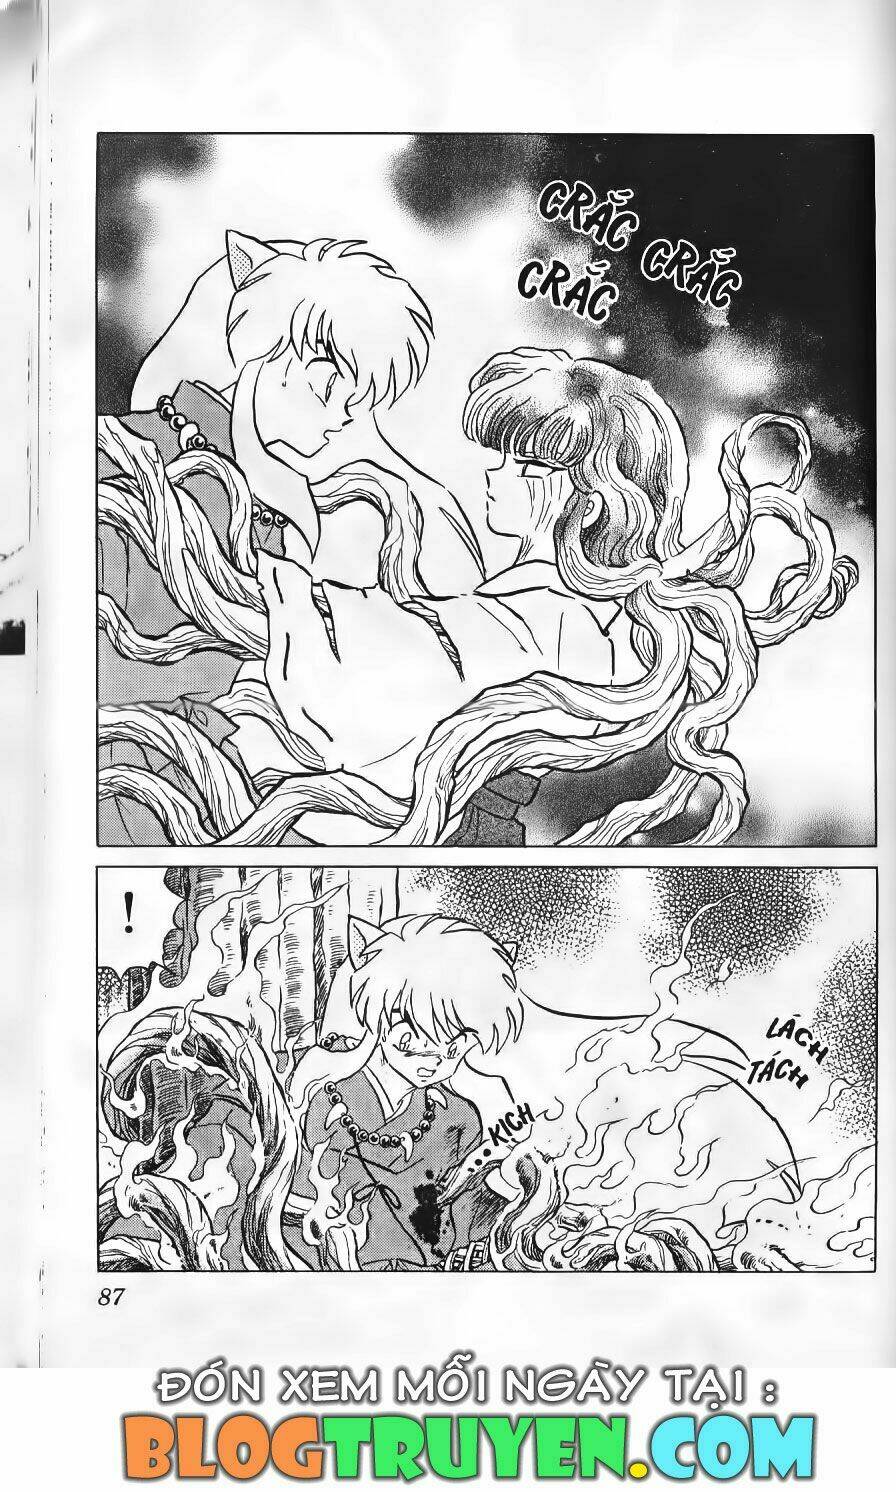 CRẮC
CRẮC
CRẮC
!
LÁCH
TÁCH
KỊCH
87
ĐÓN XEM MỖI NGÀY TẠI :
BLOGTRUYEN.COM